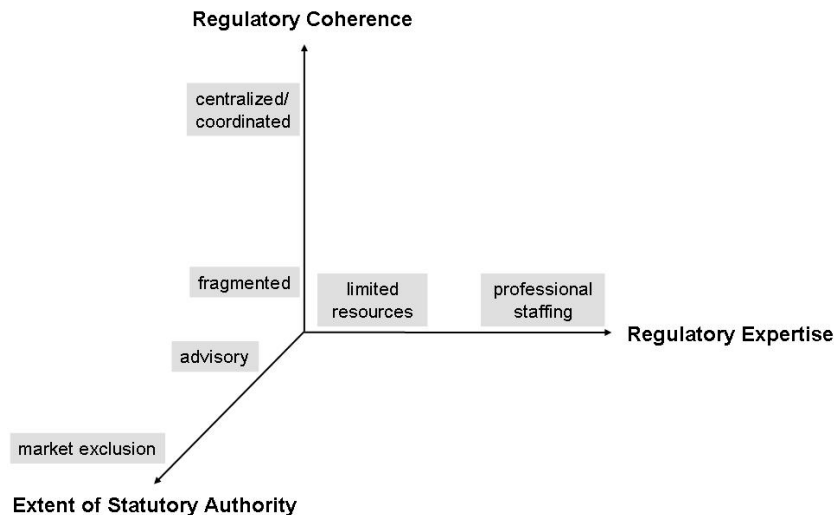 Regulatory Coherence
centralized/
coordinated
fragmented
limited
resources
professional
staffing
Regulatory Expertise
advisory
market exclusion
Extent of Statutory Authority